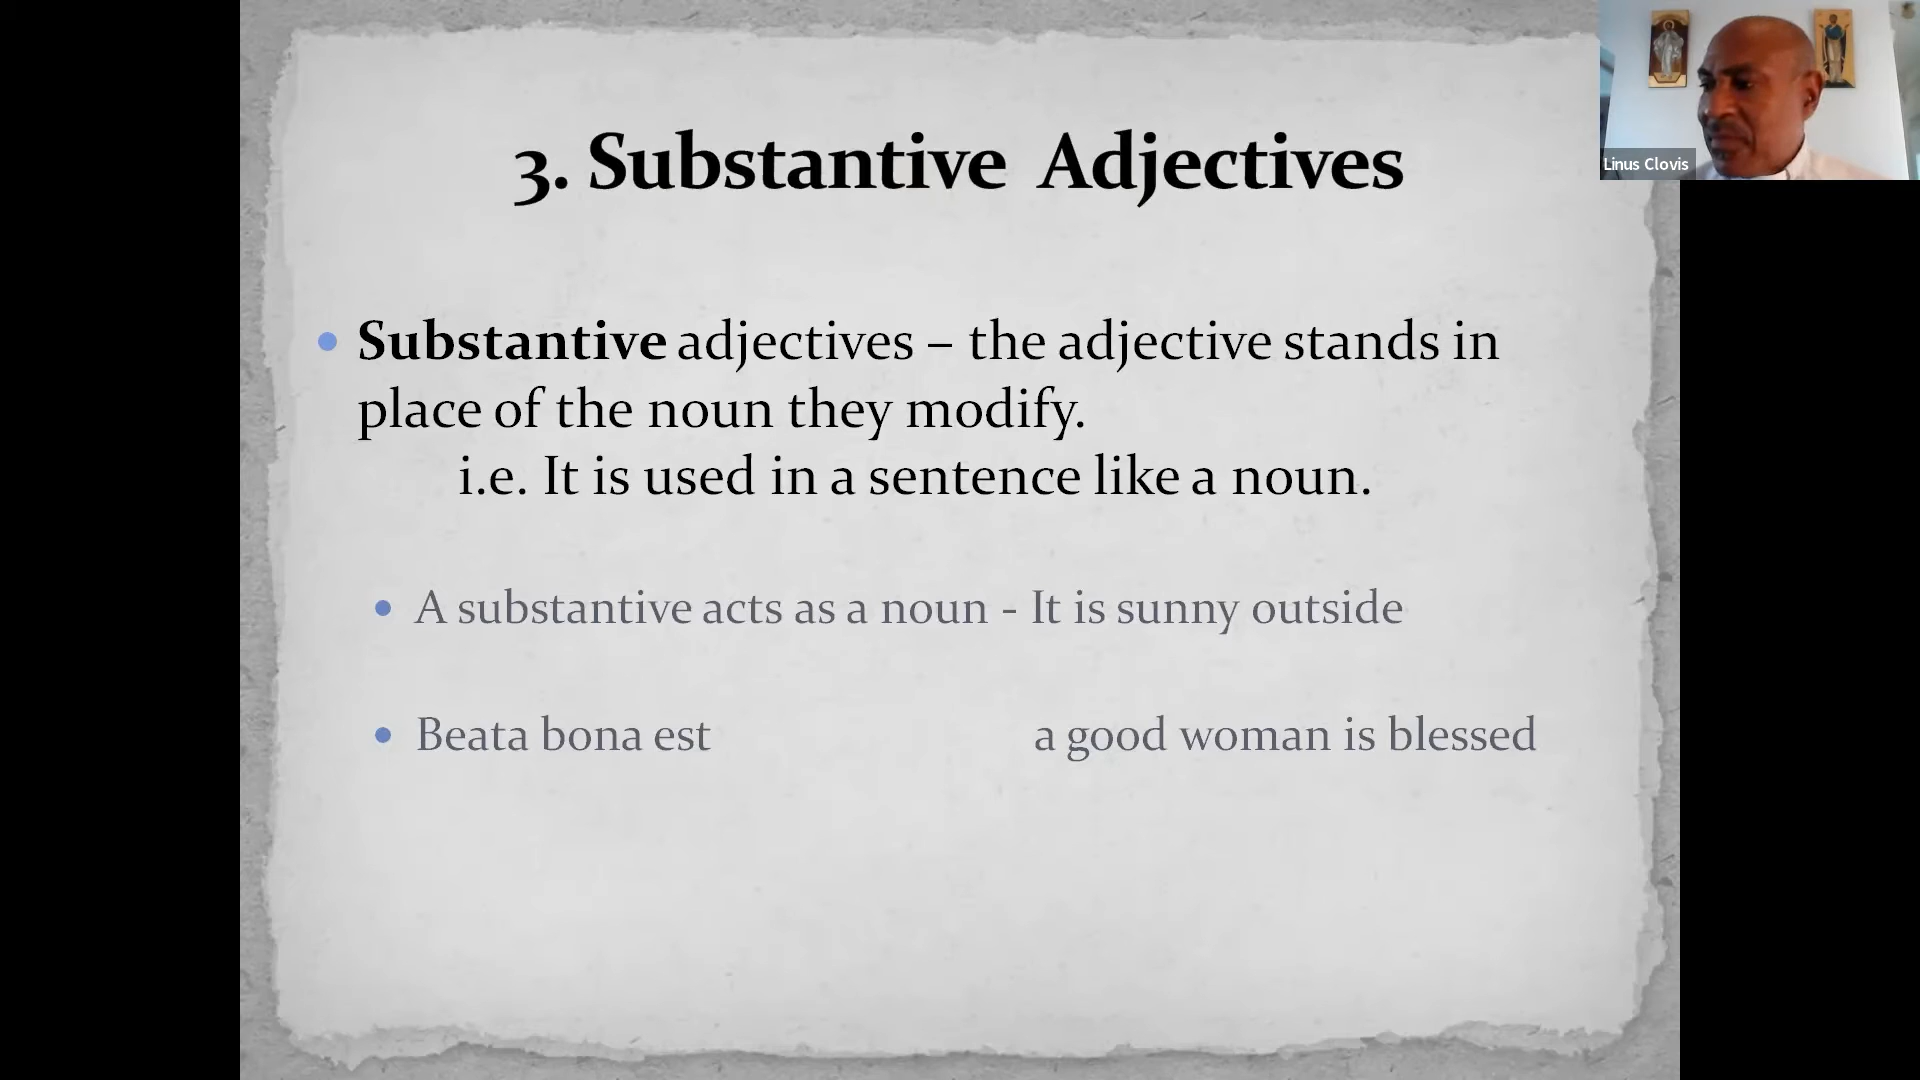 3. Substantive Adjectives
• Substantive adjectives – the adjective stands in
place of the noun they modify.
i.e. It is used in a sentence like a noun.
• A substantive acts as a noun - It is sunny outside
• Beata bona est a good woman is blessed
Linus Clovis